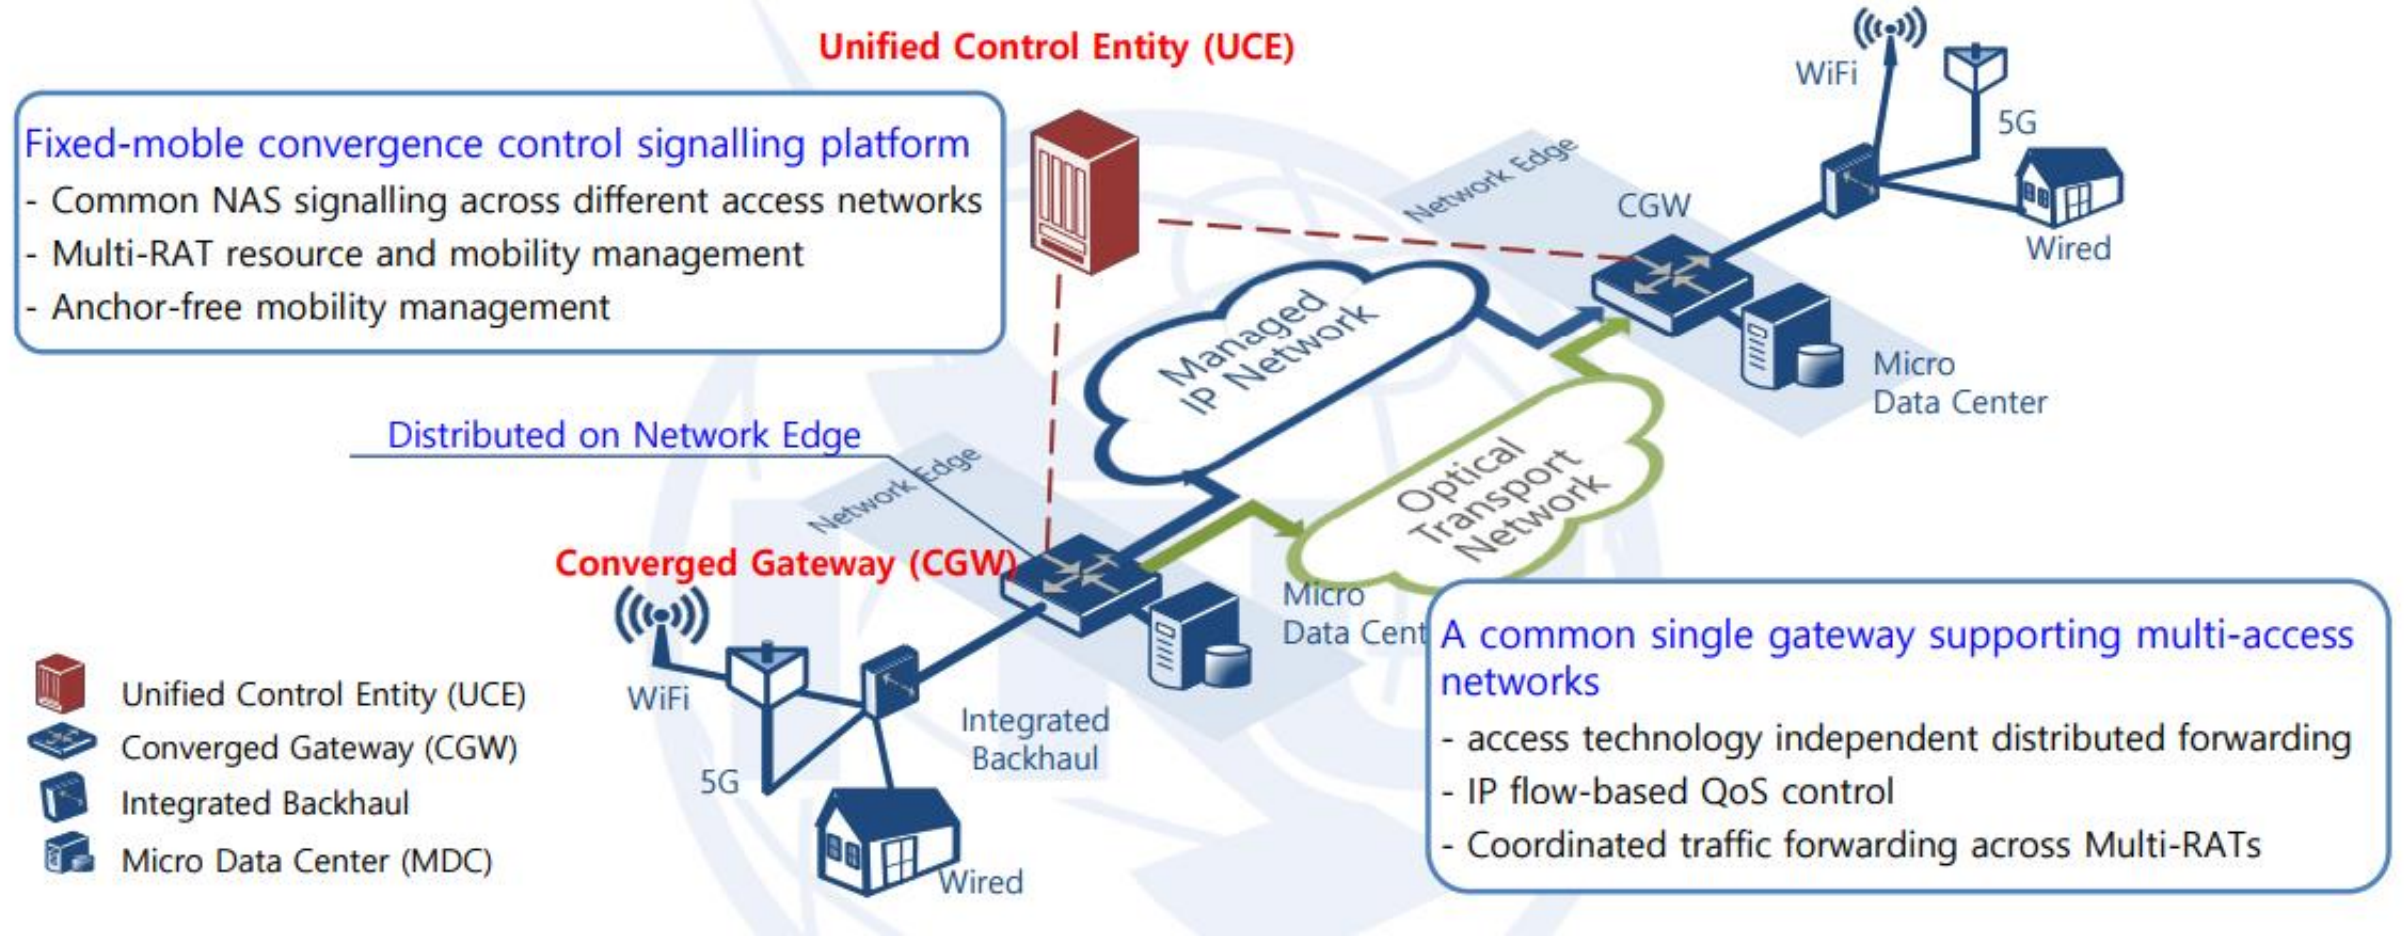 Unified Control Entity (UCE)
Fixed-moble convergence control signalling platform
- Common NAS signalling across different access networks
- Multi-RAT resource and mobility management
- Anchor-free mobility management
WiFi
5G
Wired
Network Edge
CGW
Micro
Data Center
Managed
IP Network
Optical
Transport
Network
Distributed on Network Edge
Network Edge
Converged Gateway (CGW)
WiFi
5G
Wired
Integrated
Backhaul
Micro
Data Cent
A common single gateway supporting multi-access
networks
- access technology independent distributed forwarding
- IP flow-based QoS control
- Coordinated traffic forwarding across Multi-RATs
Unified Control Entity (UCE)
Converged Gateway (CGW)
Integrated Backhaul
Micro Data Center (MDC)